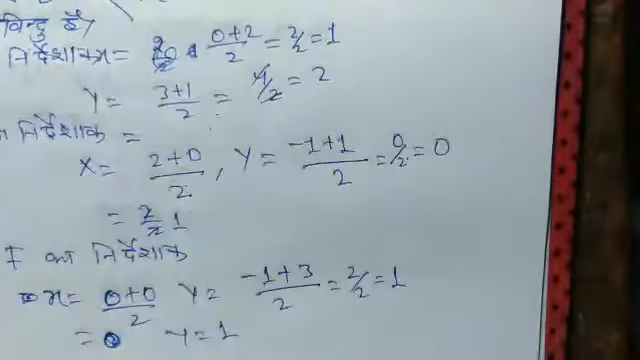 बिन्दु है।
निर्देशांक x = 0+2/2 = 2/2 = 1
Y = 3+1/2 = 4/2 = 2
निर्देशांक =
X = 2+0/2, Y = -1+1/2 = 0/2 = 0
= 2/2 1
F का निर्देशांक
x = 0+0/2 Y = -1+3/2 = 2/2 = 1
= 0 Y = 1